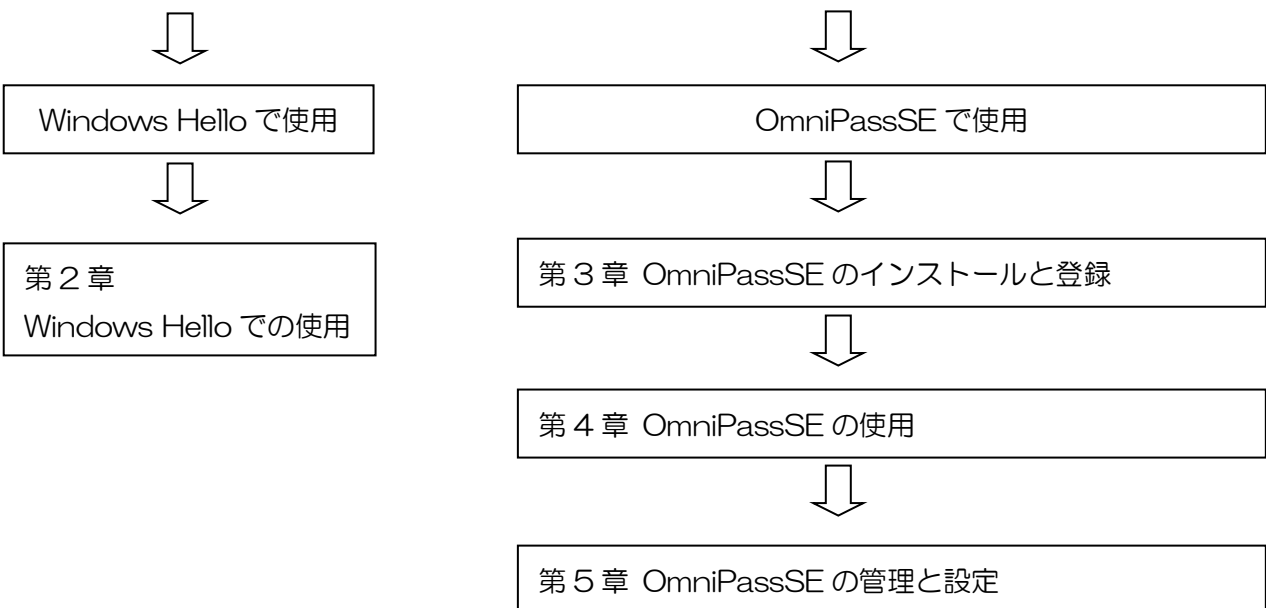 Windows Hello で使用
OmniPassSE で使用
第２章
Windows Hello での使用
第３章 OmniPassSE のインストールと登録
第４章 OmniPassSE の使用
第５章 OmniPassSE の管理と設定